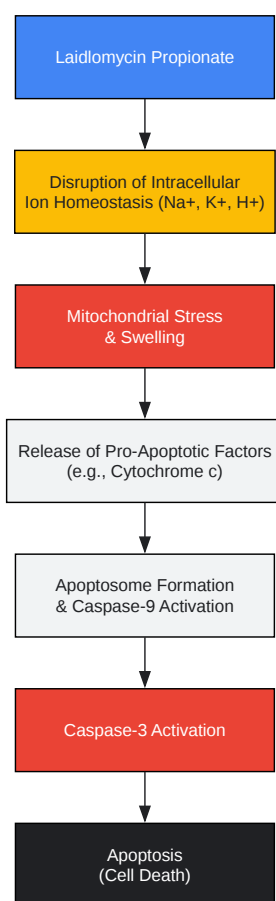 Laidlomycin Propionate
Disruption of Intracellular
Ion Homeostasis (Na+, K+, H+)
Mitochondrial Stress
& Swelling
Release of Pro-Apoptotic Factors
(e.g., Cytochrome c)
Apoptosome Formation
& Caspase-9 Activation
Caspase-3 Activation
Apoptosis
(Cell Death)